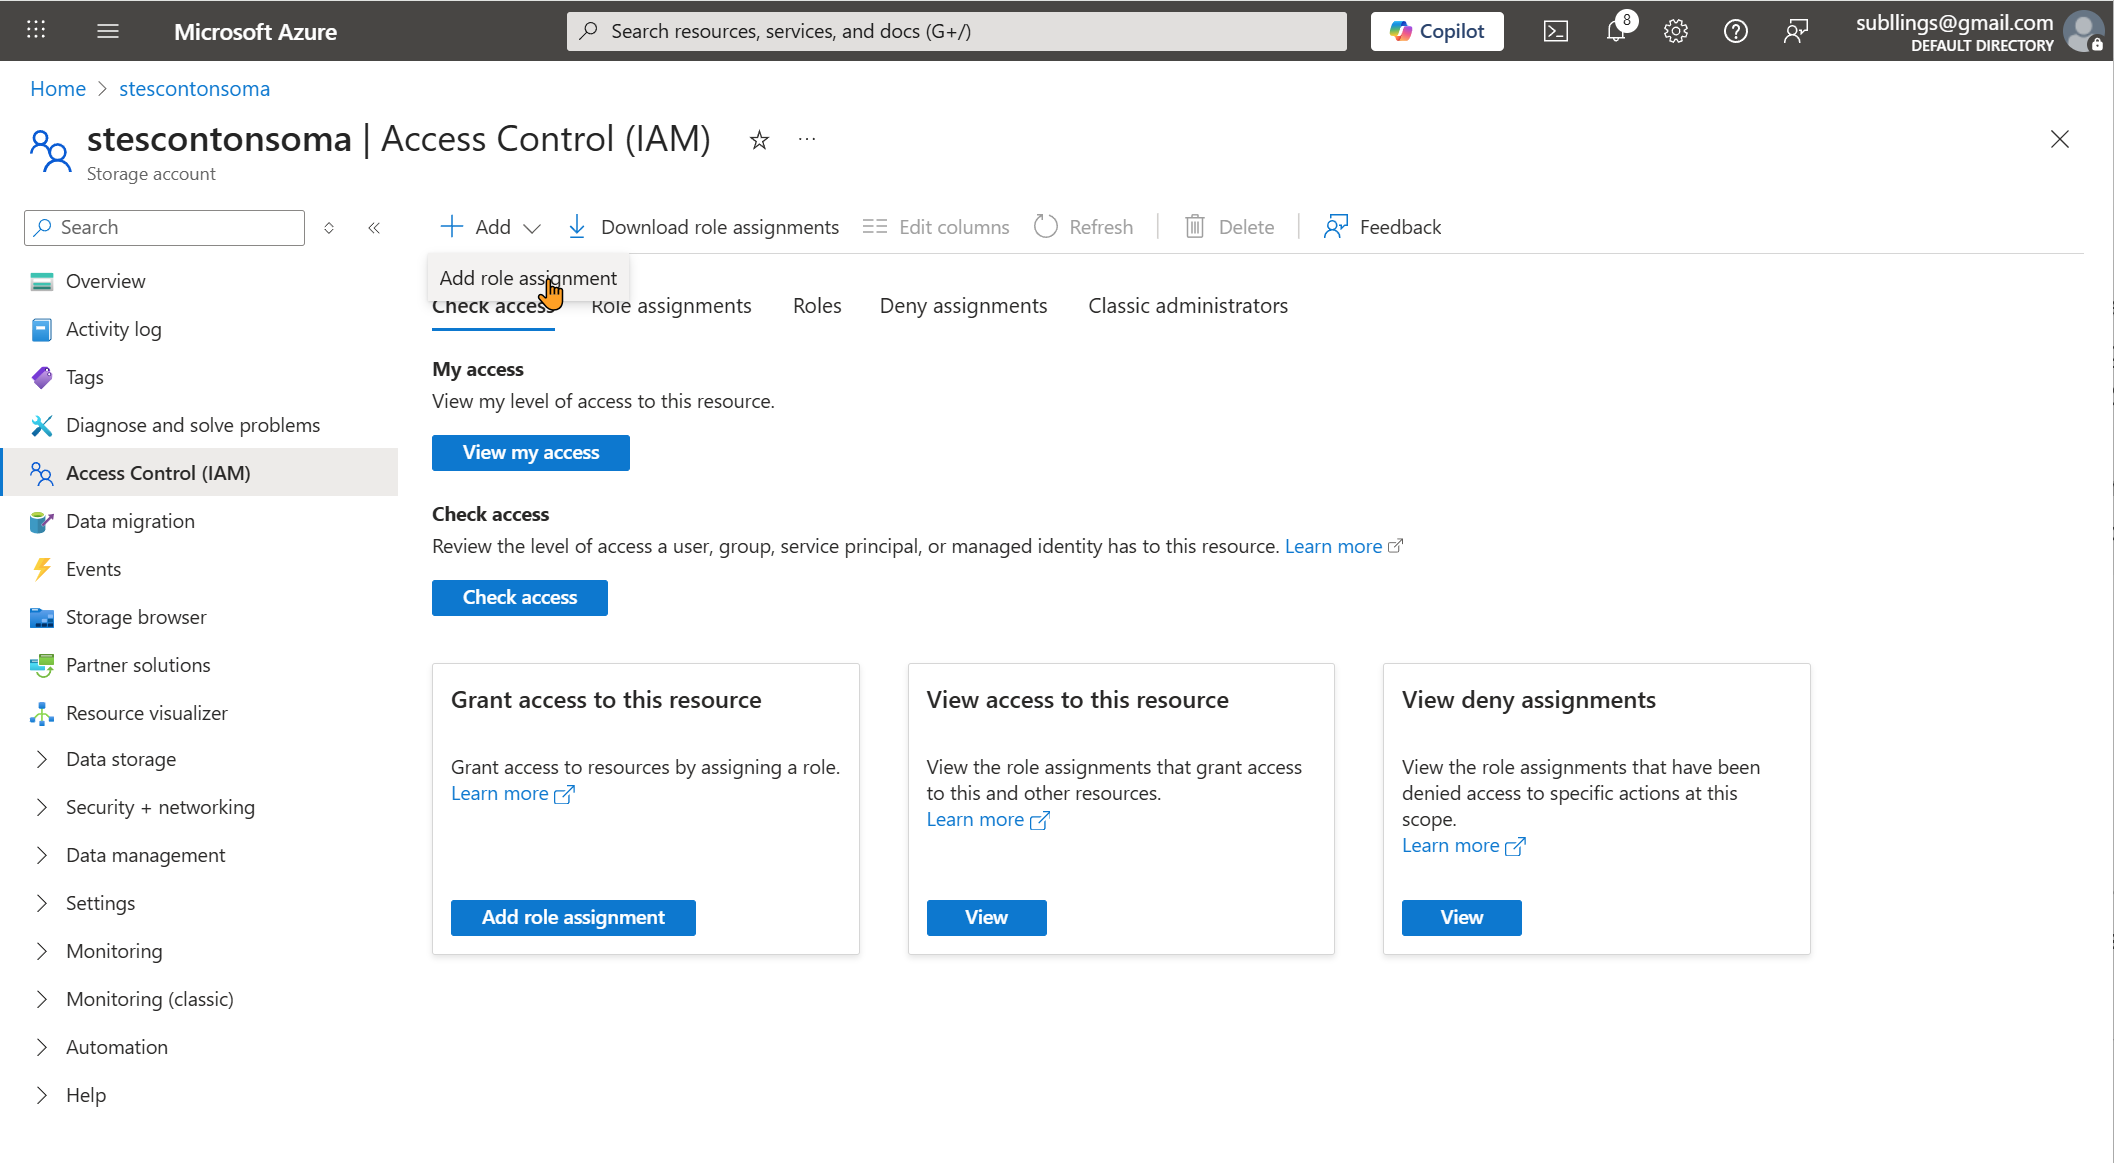 Microsoft Azure
Search resources, services, and docs (G+/)
Copilot
8
subllings@gmail.com
DEFAULT DIRECTORY
Home > stescontonsoma
stescontonsoma | Access Control (IAM)
Storage account
Search
Add
Download role assignments
Edit columns
Refresh
Delete
Feedback
Add role assignment
Overview
Activity log
Tags
Diagnose and solve problems
Access Control (IAM)
Data migration
Events
Storage browser
Partner solutions
Resource visualizer
Data storage
Security + networking
Data management
Settings
Monitoring
Monitoring (classic)
Automation
Help
Check access
Role assignments
Roles
Deny assignments
Classic administrators
My access
View my level of access to this resource.
View my access
Check access
Review the level of access a user, group, service principal, or managed identity has to this resource. Learn more
Check access
Grant access to this resource
Grant access to resources by assigning a role.
Learn more
Add role assignment
View access to this resource
View the role assignments that grant access
to this and other resources.
Learn more
View
View deny assignments
View the role assignments that have been
denied access to specific actions at this
scope.
Learn more
View